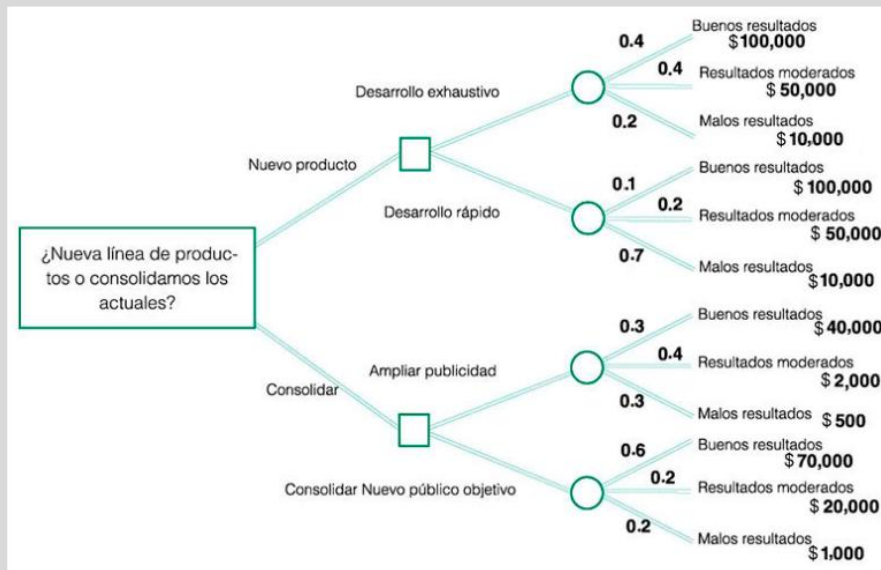 Buenos resultados
0.4
$100,000
0.4
Resultados moderados
$ 50,000
Desarrollo exhaustivo
0.2
Malos resultados
$10,000
Nuevo producto
Buenos resultados
0.1
$ 100,000
0.2
Resultados moderados
Desarrollo rápido
$ 50,000
0.7
Malos resultados
$10,000
¿Nueva línea de produc-
tos o consolidamos los
actuales?
Buenos resultados
0.3
$ 40,000
0.4
Resultados moderados
Ampliar publicidad
$ 2,000
Consolidar
0.3
Malos resultados $ 500
0.6
Buenos resultados
$ 70,000
0.2
Resultados moderados
Consolidar Nuevo público objetivo
$ 20,000
0.2
Malos resultados
$ 1,000